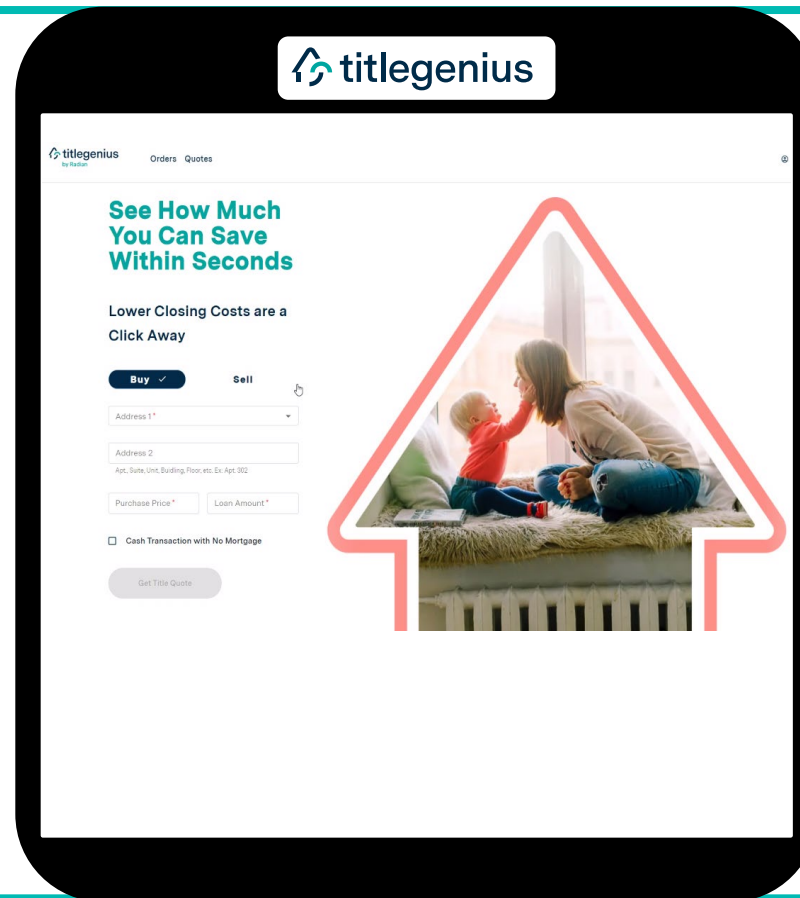 titlegenius
titlegenius
by Radian
Orders Quotes
See How Much
You Can Save
Within Seconds
Lower Closing Costs are a
Click Away
Buy ✓ Sell
Address 1*
Address 2
Apt., Suite, Unit, Buidling, Floor, etc. Ex: Apt. 302
Purchase Price* Loan Amount*
Cash Transaction with No Mortgage
Get Title Quote